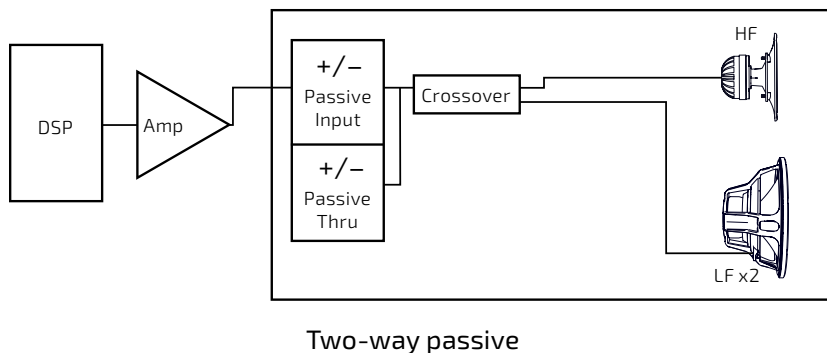 HF
+/−
Passive
Input
Crossover
DSP
Amp
+/−
Passive
Thru
LF x2
Two-way passive